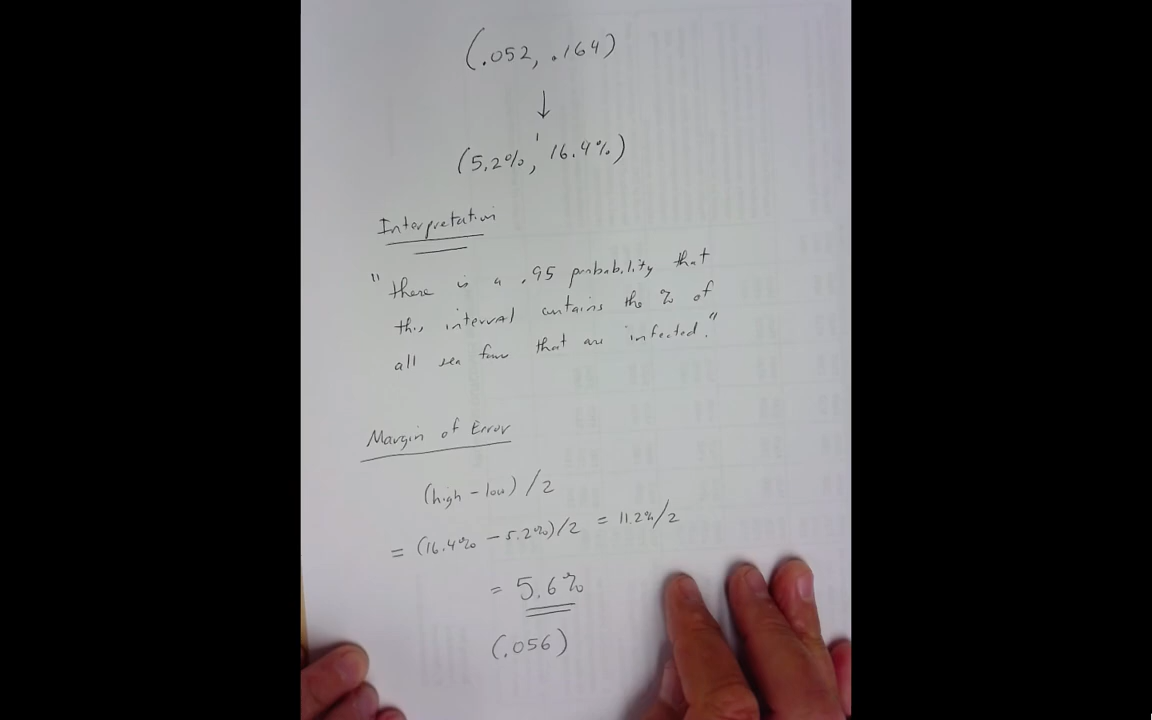 (.052, .164)
↓
(5.2%, 16.4%)
Interpretation
"there is a .95 probability that
this interval contains the % of
all sea fans that are infected."
Margin of Error
(high - low)/2
= (16.4% - 5.2%)/2 = 11.2%/2
= 5.6%
(.056)